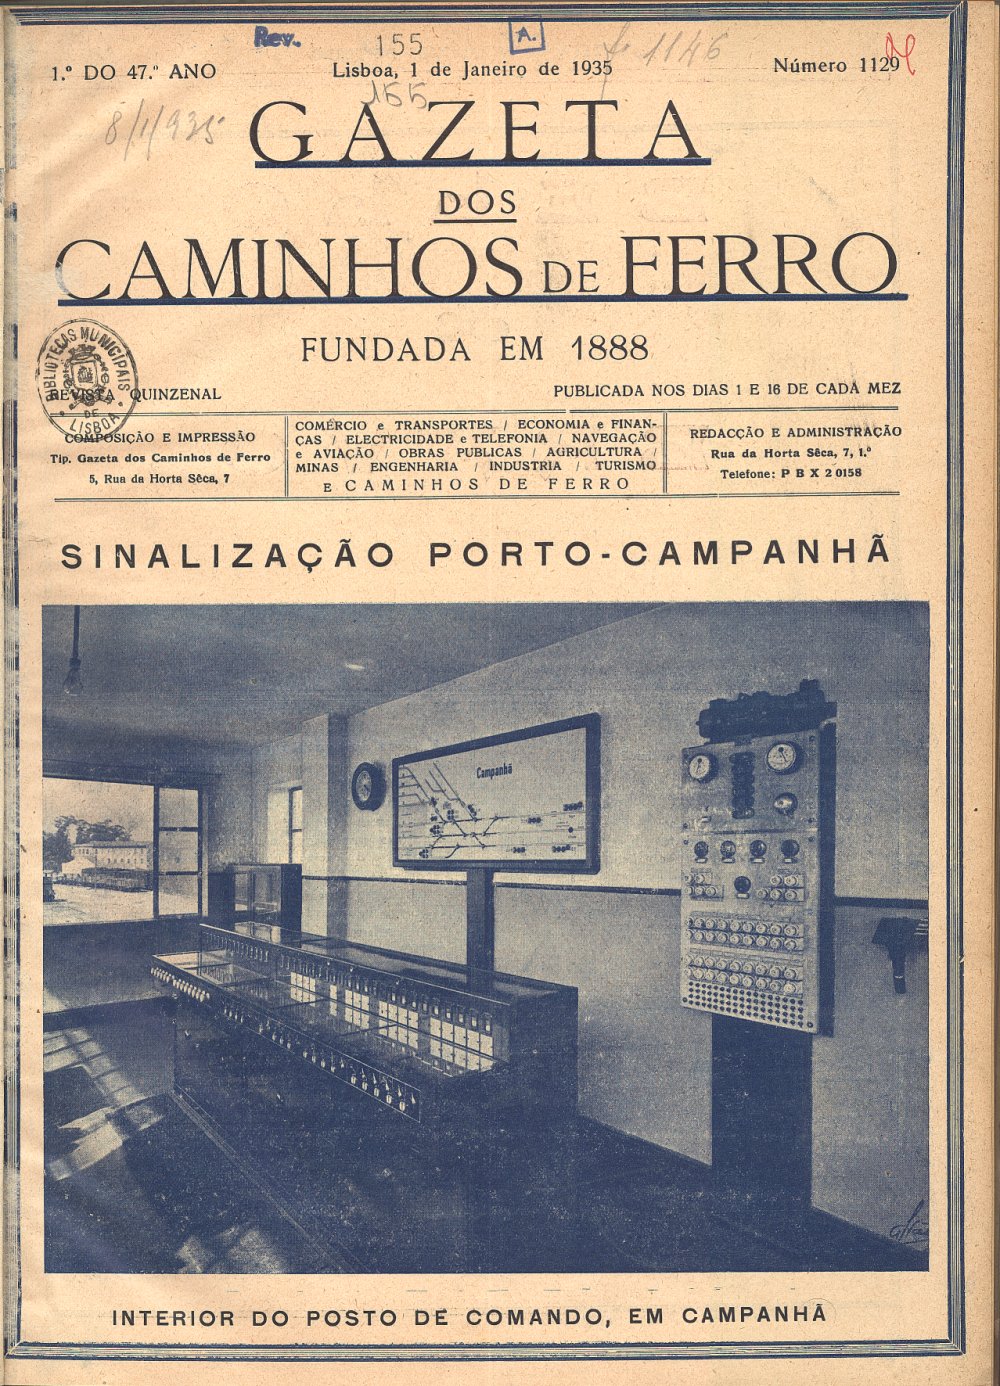 Rev. 155 A. 1146
1.º DO 47.º ANO Lisboa, 1 de Janeiro de 1935 Número 1129
155
8/1/935
GAZETA
DOS
CAMINHOS DE FERRO
FUNDADA EM 1888
BIBLIOTECAS MUNICIPAIS
DE
LISBOA
REVISTA QUINZENAL PUBLICADA NOS DIAS 1 E 16 DE CADA MEZ
COMPOSIÇÃO E IMPRESSÃO
Tip. Gazeta dos Caminhos de Ferro
5, Rua da Horta Sêca, 7
COMÉRCIO e TRANSPORTES / ECONOMIA e FINAN-
ÇAS / ELECTRICIDADE e TELEFONIA / NAVEGAÇÃO
e AVIAÇÃO / OBRAS PUBLICAS / AGRICULTURA /
MINAS / ENGENHARIA / INDUSTRIA / TURISMO
E CAMINHOS DE FERRO
REDACÇÃO E ADMINISTRAÇÃO
Rua da Horta Sêca, 7, 1.º
Telefone: P B X 2 0158
SINALIZAÇÃO PORTO-CAMPANHÃ
Campanhã
INTERIOR DO POSTO DE COMANDO, EM CAMPANHÃ